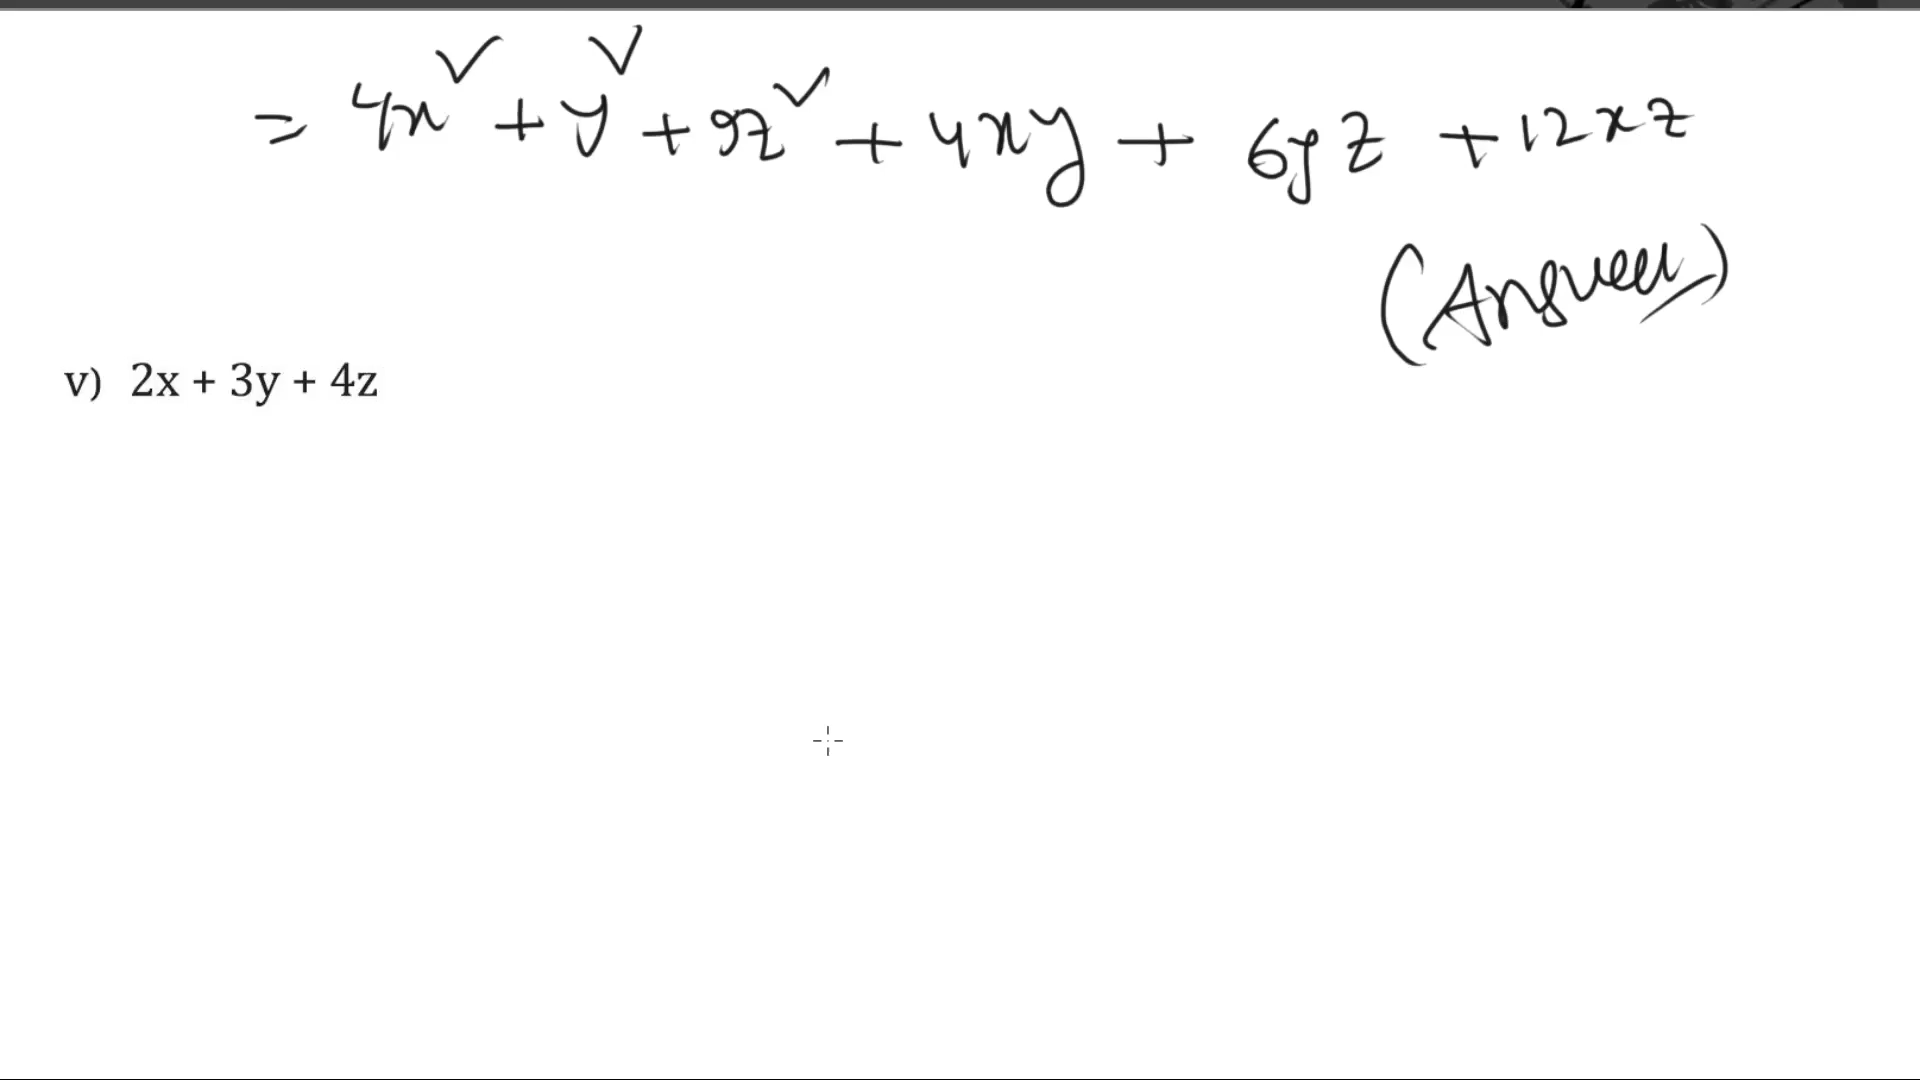 = 4x² + y² + 9z² + 4xy + 6yz + 12xz
(Answer)
v) 2x + 3y + 4z